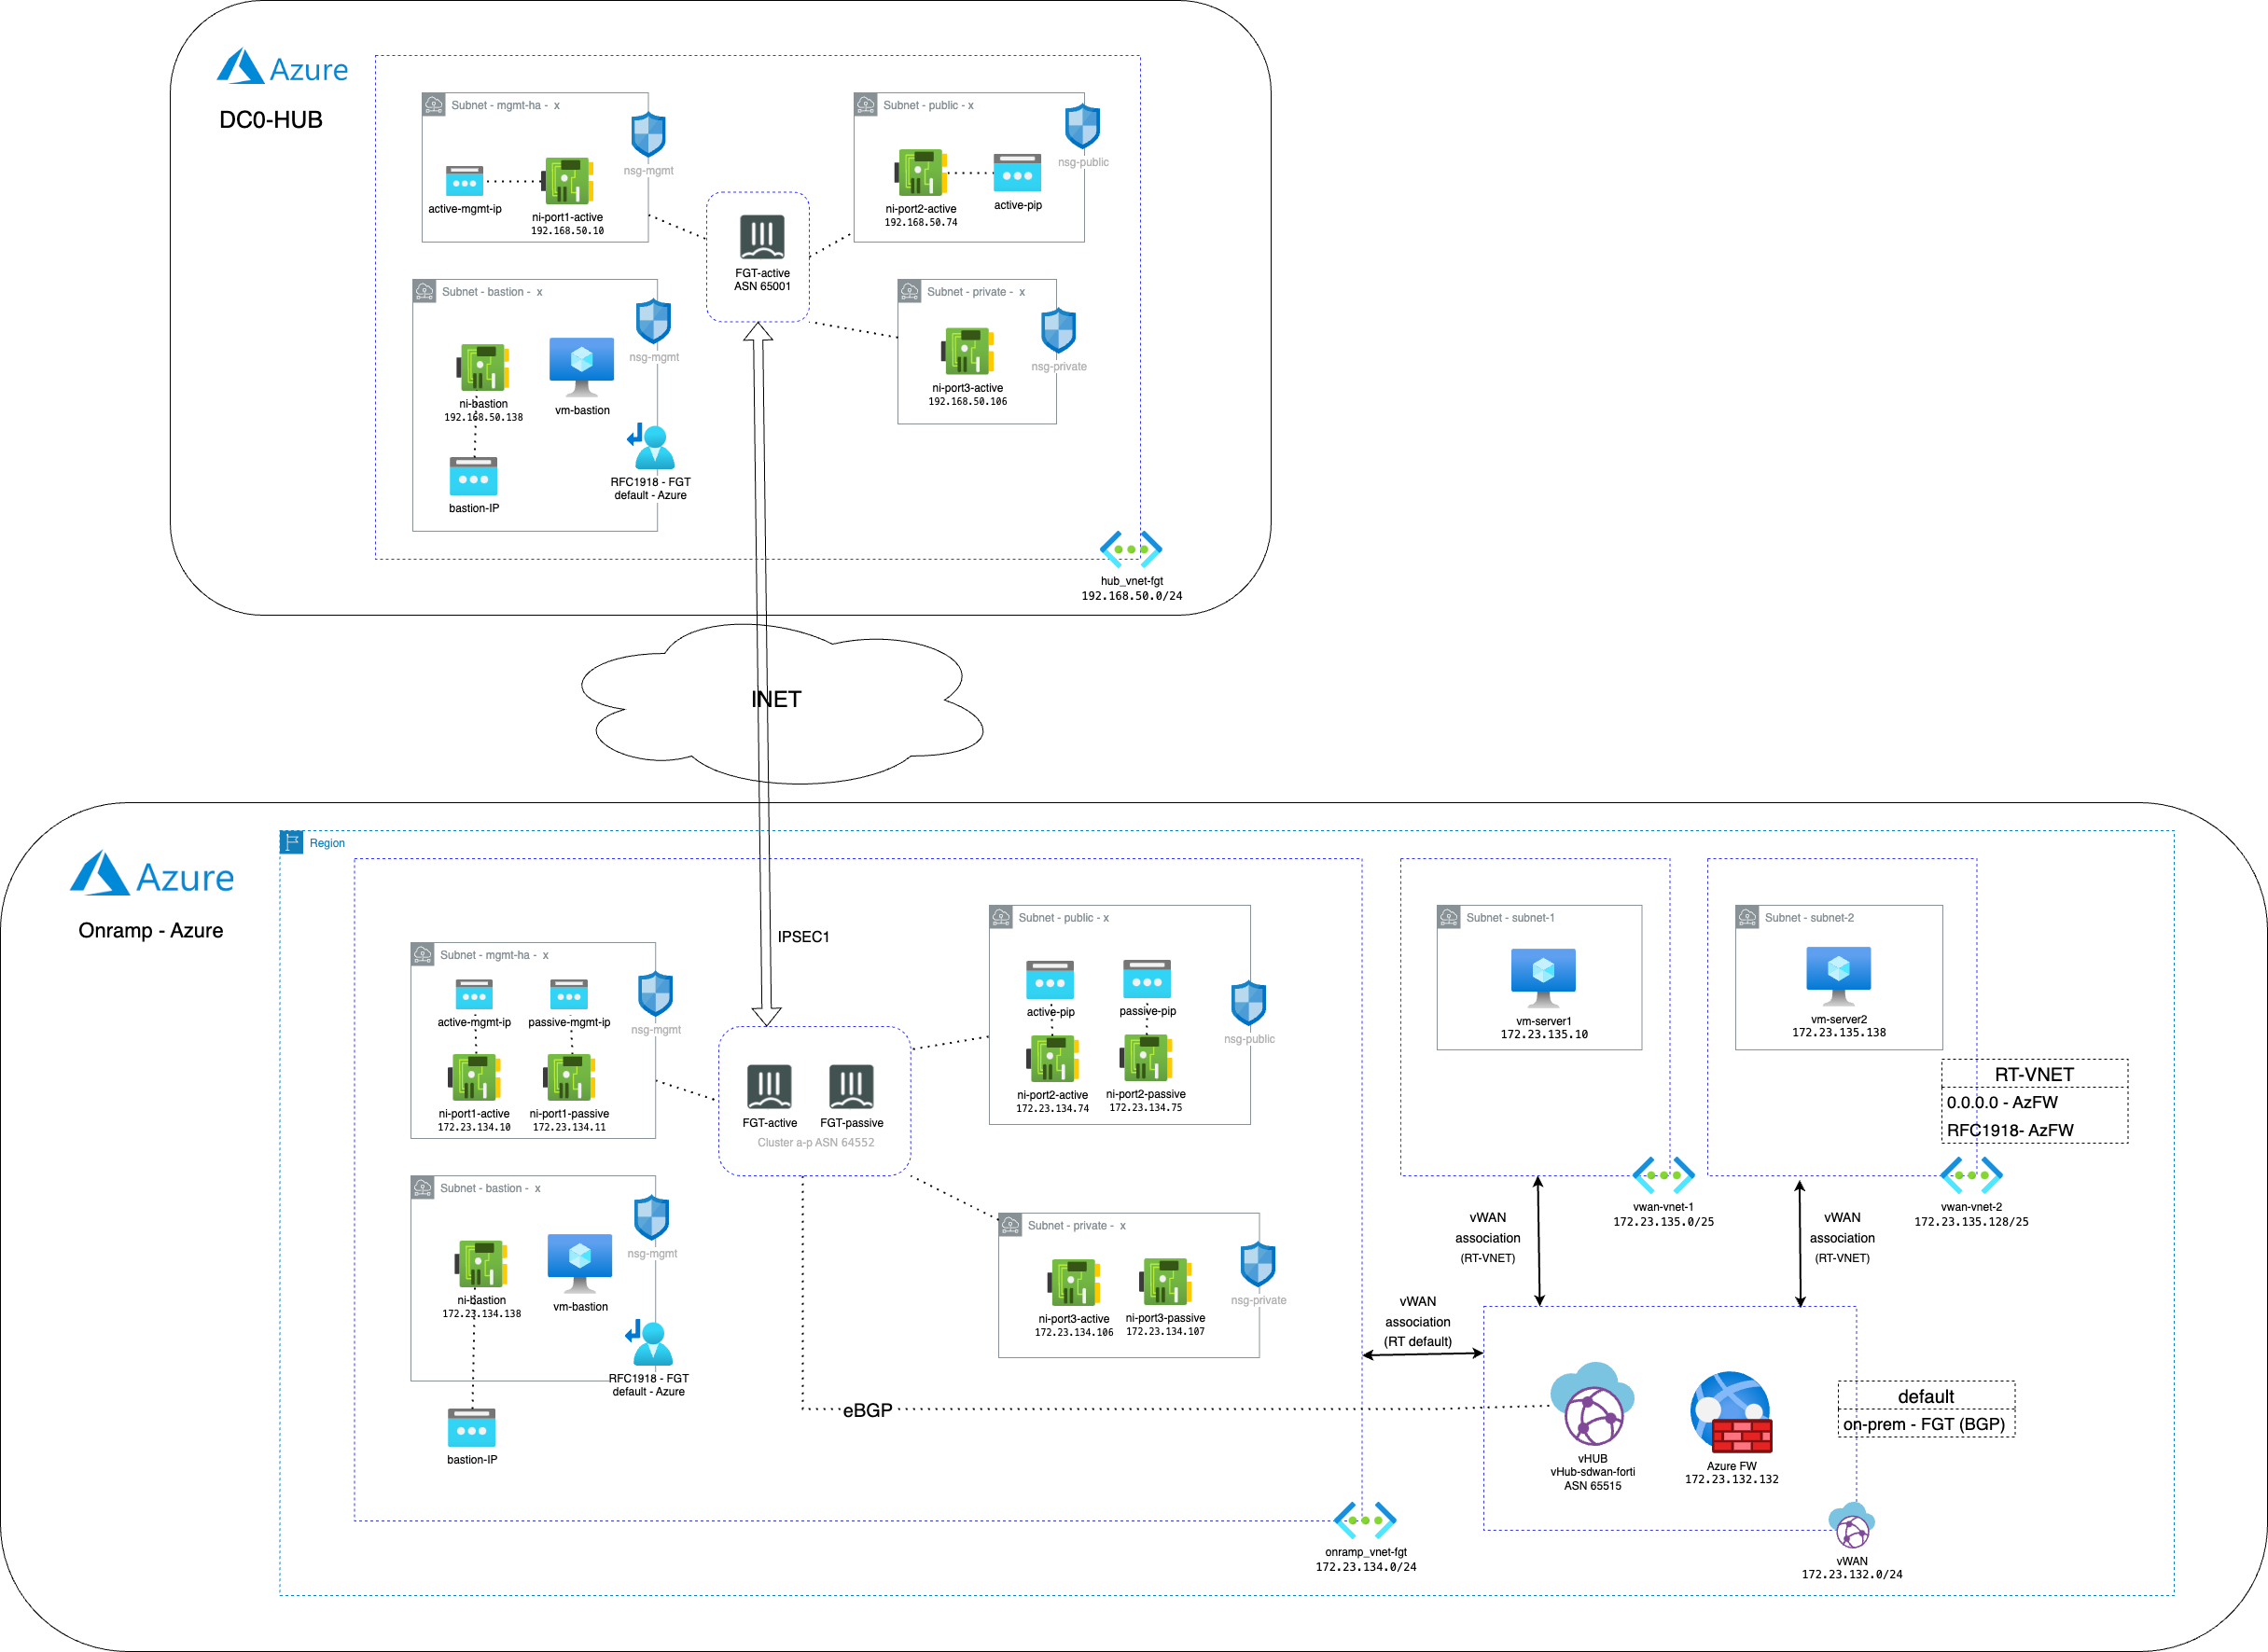 Azure
DC0-HUB
Subnet - mgmt-ha - x
nsg-mgmt
active-mgmt-ip
ni-port1-active
192.168.50.10
Subnet - public - x
nsg-public
ni-port2-active
192.168.50.74
active-pip
FGT-active
ASN 65001
Subnet - bastion - x
nsg-mgmt
ni-bastion
192.168.50.138
vm-bastion
bastion-IP
RFC1918 - FGT
default - Azure
Subnet - private - x
nsg-private
ni-port3-active
192.168.50.106
hub_vnet-fgt
192.168.50.0/24
INET
IPSEC1
Azure
Onramp - Azure
Region
Subnet - mgmt-ha - x
active-mgmt-ip
passive-mgmt-ip
nsg-mgmt
ni-port1-active
172.23.134.10
ni-port1-passive
172.23.134.11
Subnet - public - x
active-pip
passive-pip
nsg-public
ni-port2-active
172.23.134.74
ni-port2-passive
172.23.134.75
FGT-active
FGT-passive
Cluster a-p ASN 64552
Subnet - bastion - x
nsg-mgmt
ni-bastion
172.23.134.138
vm-bastion
RFC1918 - FGT
default - Azure
bastion-IP
Subnet - private - x
nsg-private
ni-port3-active
172.23.134.106
ni-port3-passive
172.23.134.107
eBGP
onramp_vnet-fgt
172.23.134.0/24
Subnet - subnet-1
vm-server1
172.23.135.10
vwan-vnet-1
172.23.135.0/25
Subnet - subnet-2
vm-server2
172.23.135.138
RT-VNET
0.0.0.0 - AzFW
RFC1918- AzFW
vwan-vnet-2
172.23.135.128/25
vWAN
association
(RT-VNET)
vWAN
association
(RT-VNET)
vWAN
association
(RT default)
vHUB
vHub-sdwan-forti
ASN 65515
Azure FW
172.23.132.132
default
on-prem - FGT (BGP)
vWAN
172.23.132.0/24